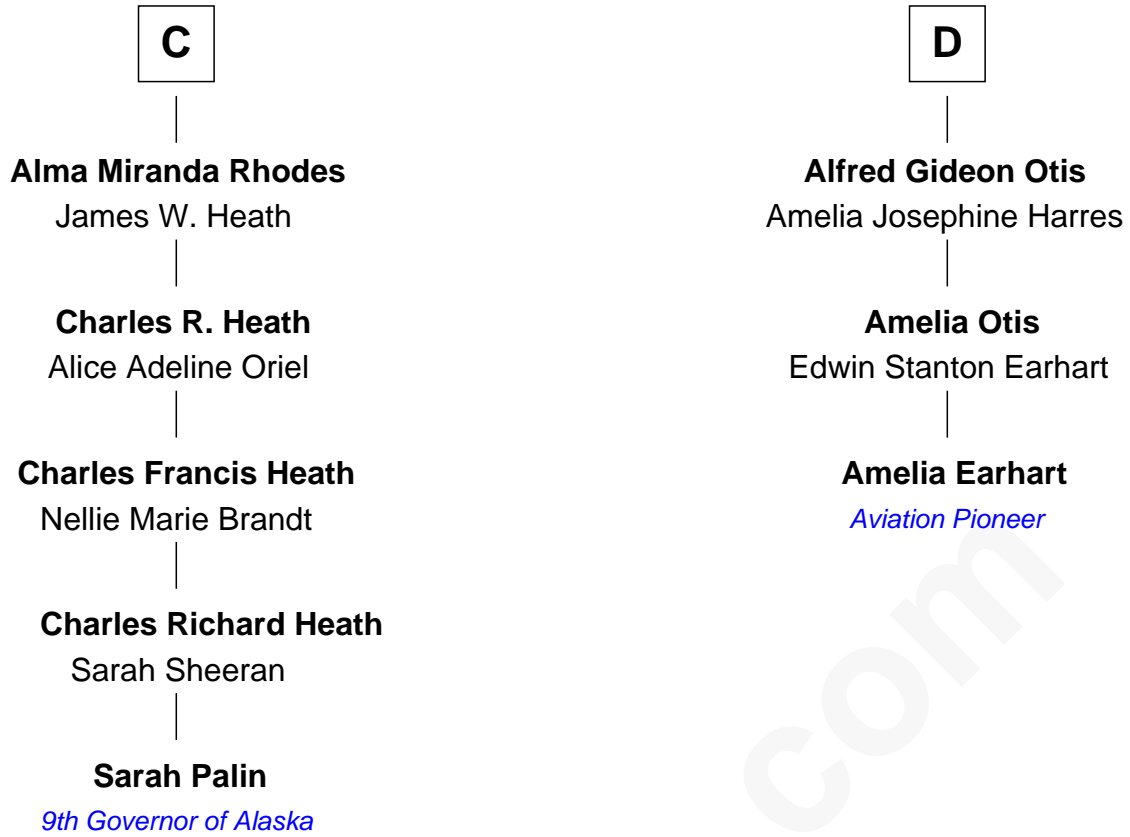 C
Alma Miranda Rhodes
James W. Heath
Charles R. Heath
Alice Adeline Oriel
Charles Francis Heath
Nellie Marie Brandt
Charles Richard Heath
Sarah Sheeran
Sarah Palin
9th Governor of Alaska
D
Alfred Gideon Otis
Amelia Josephine Harres
Amelia Otis
Edwin Stanton Earhart
Amelia Earhart
Aviation Pioneer
com